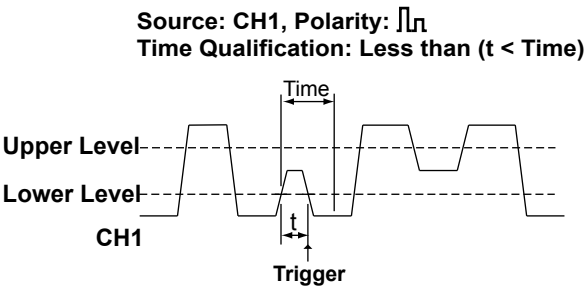 Source: CH1, Polarity:
Time Qualification: Less than (t < Time)
Time
Upper Level
Lower Level
t
CH1
Trigger